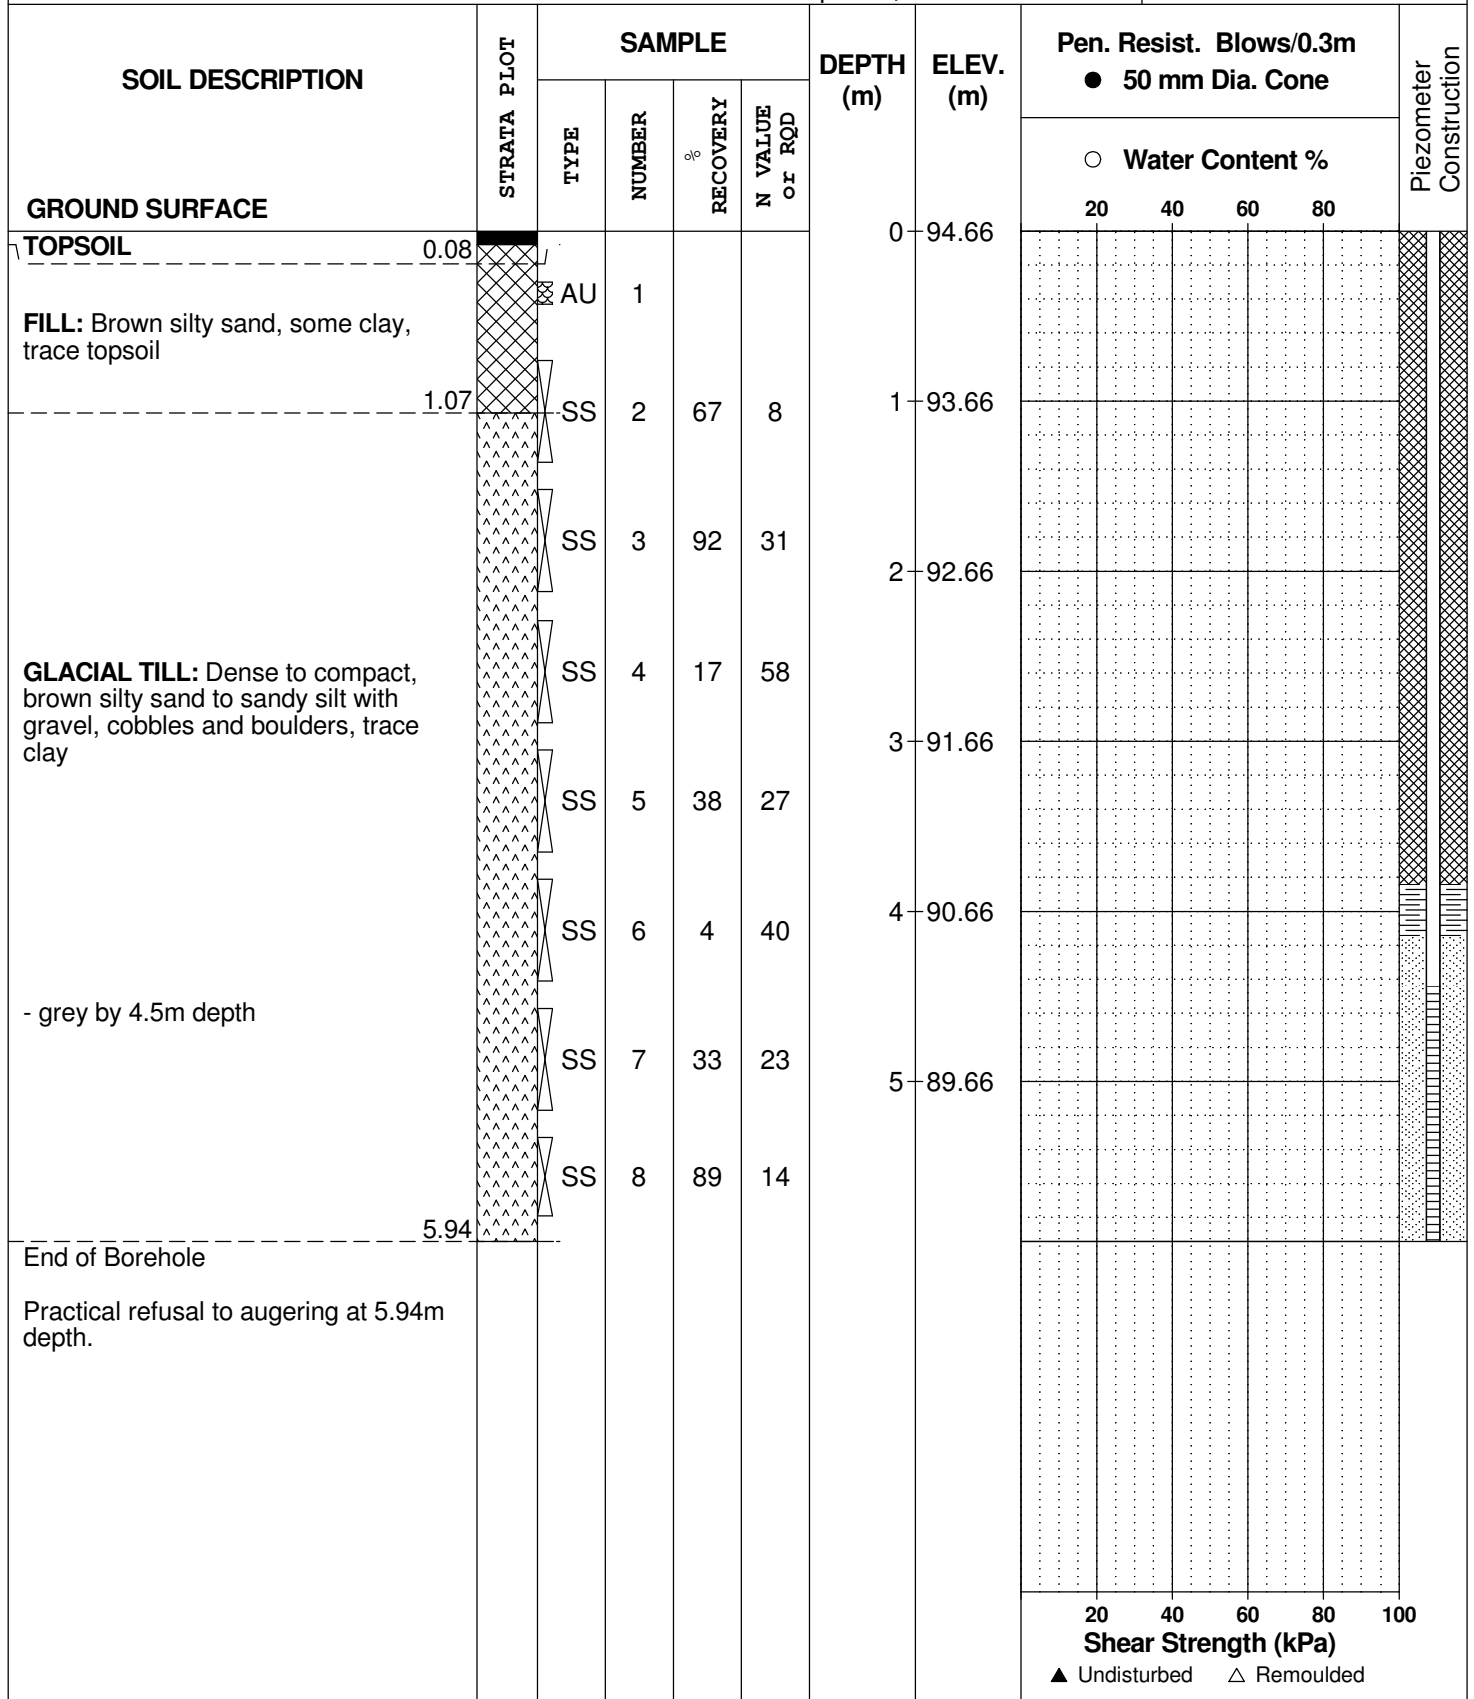 SOIL DESCRIPTION
GROUND SURFACE
STRATA PLOT
SAMPLE
TYPE
NUMBER
%
RECOVERY
N VALUE
or RQD
DEPTH
(m)
ELEV.
(m)
Pen. Resist. Blows/0.3m
● 50 mm Dia. Cone
○ Water Content %
20 40 60 80
Piezometer
Construction
0 94.66
TOPSOIL 0.08
AU 1
FILL: Brown silty sand, some clay,
trace topsoil
1.07
SS 2 67 8
1 93.66
SS 3 92 31
2 92.66
GLACIAL TILL: Dense to compact,
brown silty sand to sandy silt with
gravel, cobbles and boulders, trace
clay
SS 4 17 58
3 91.66
SS 5 38 27
4 90.66
SS 6 4 40
- grey by 4.5m depth
SS 7 33 23
5 89.66
SS 8 89 14
5.94
End of Borehole
Practical refusal to augering at 5.94m
depth.
20 40 60 80 100
Shear Strength (kPa)
▲ Undisturbed △ Remoulded